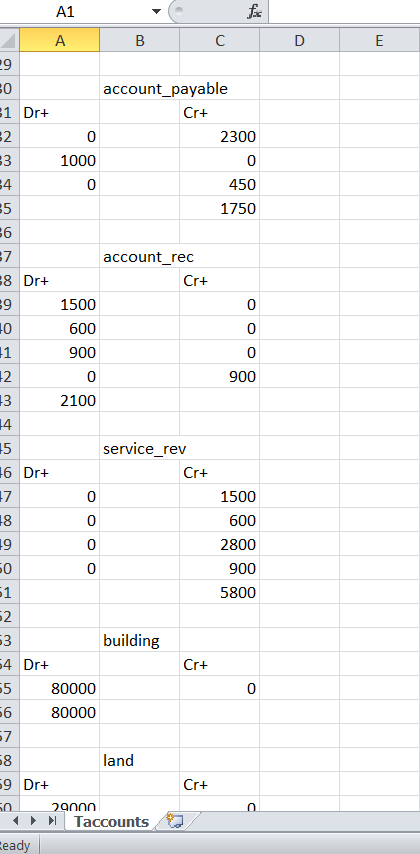 A1 fx
A B C D E
29
30 account_payable
31 Dr+ Cr+
32 0 2300
33 1000 0
34 0 450
35 1750
36
37 account_rec
38 Dr+ Cr+
39 1500 0
40 600 0
41 900 0
42 0 900
43 2100
44
45 service_rev
46 Dr+ Cr+
47 0 1500
48 0 600
49 0 2800
50 0 900
51 5800
52
53 building
54 Dr+ Cr+
55 80000 0
56 80000
57
58 land
59 Dr+ Cr+
60 29000 0
Taccounts
Ready